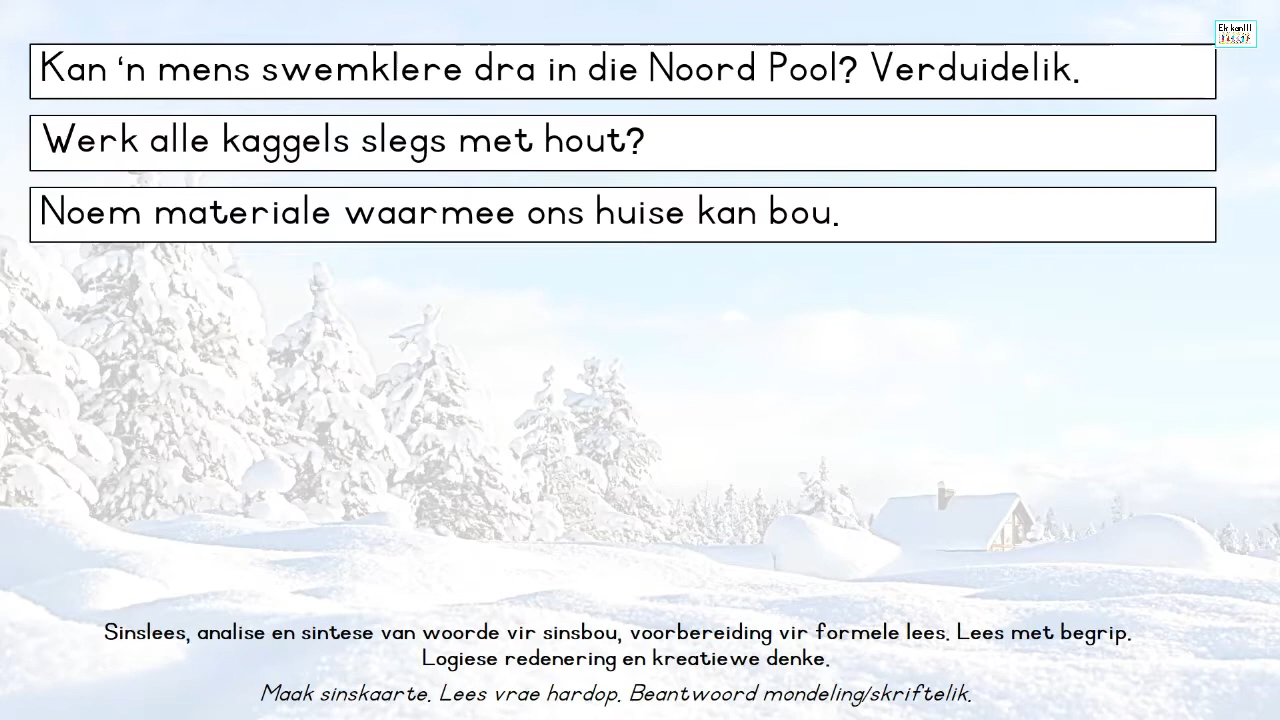 Ek kan!!!
Kan ‘n mens swemklere dra in die Noord Pool? Verduidelik.
Werk alle kaggels slegs met hout?
Noem materiale waarmee ons huise kan bou.
Sinslees, analise en sintese van woorde vir sinsbou, voorbereiding vir formele lees. Lees met begrip.
Logiese redenering en kreatiewe denke.
Maak sinskaarte. Lees vrae hardop. Beantwoord mondeling/skriftelik.